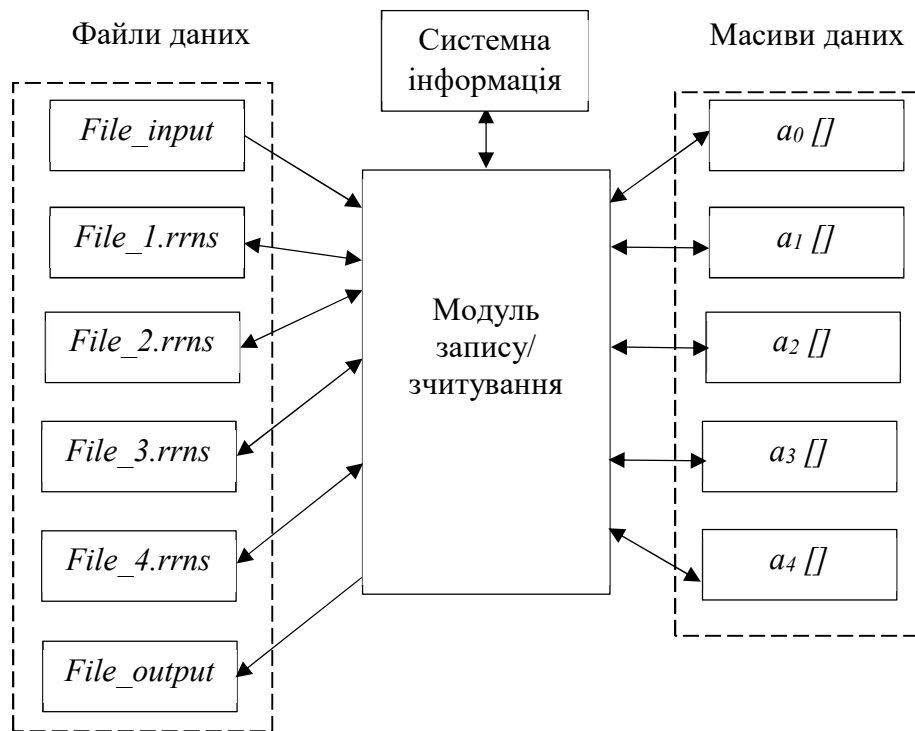 Файли даних
File_input
File_1.rrns
File_2.rrns
File_3.rrns
File_4.rrns
File_output
Системна
інформація
Модуль
запису/
зчитування
Масиви даних
a0 []
a1 []
a2 []
a3 []
a4 []